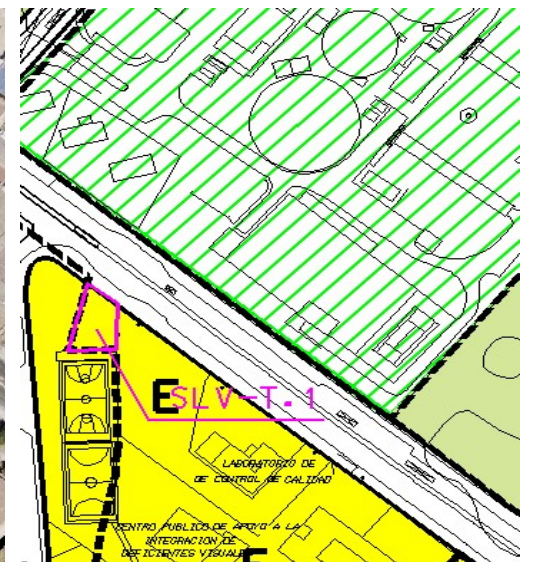 E
SLV-T.1
LABORATORIO DE
DE CONTROL DE CALIDAD
CENTRO PUBLICO DE APOYO A LA
INTEGRACION DE
DEFICIENTES VISUALES
E